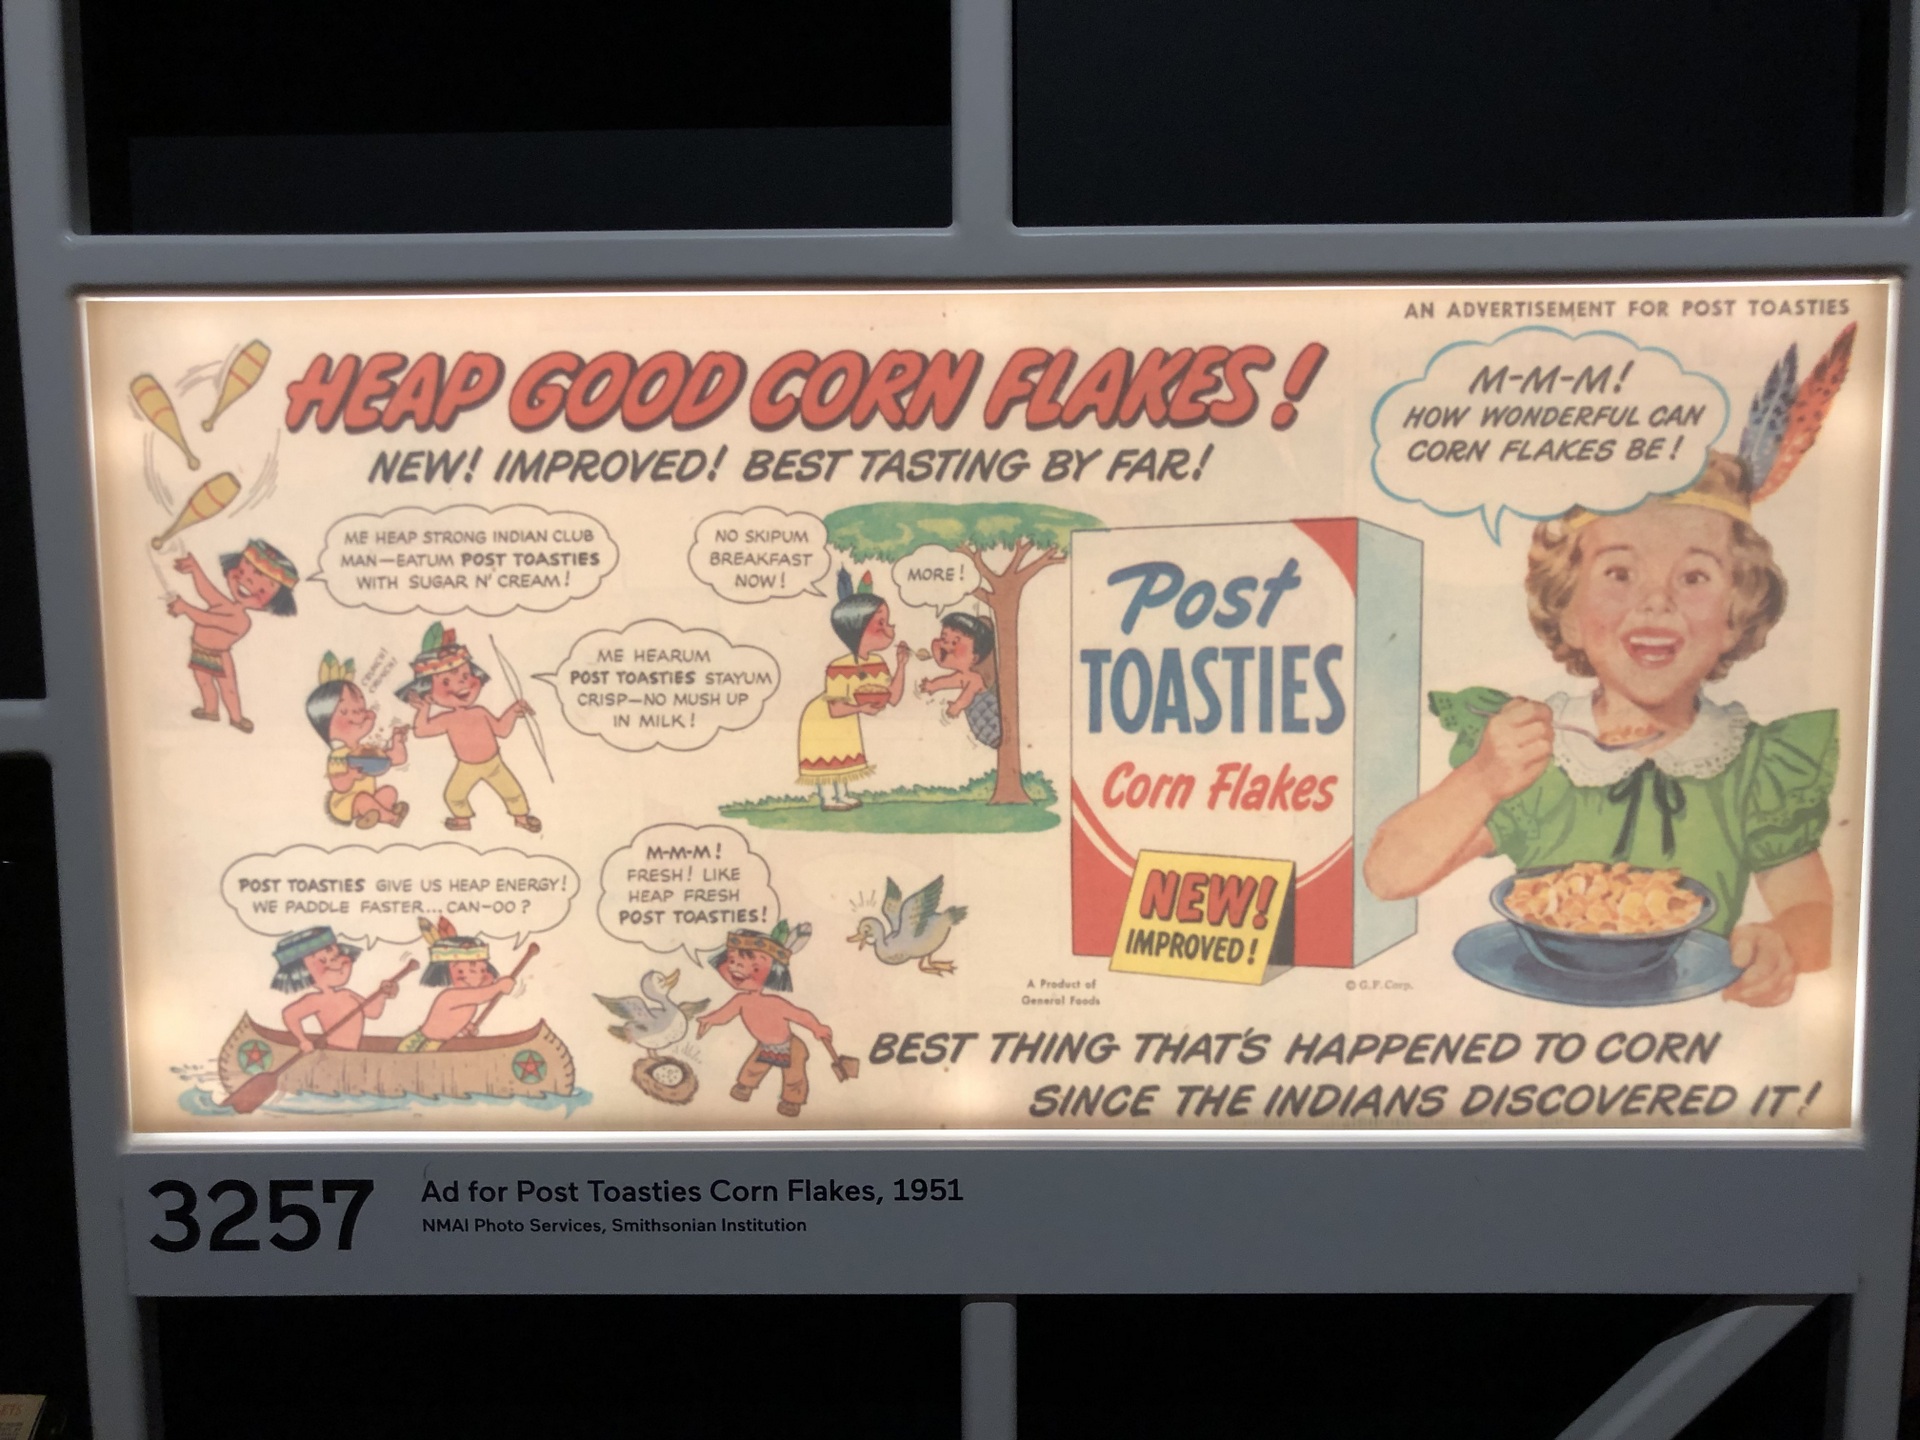 AN ADVERTISEMENT FOR POST TOASTIES
HEAP GOOD CORN FLAKES!
NEW! IMPROVED! BEST TASTING BY FAR!
M-M-M!
HOW WONDERFUL CAN
CORN FLAKES BE!
ME HEAP STRONG INDIAN CLUB
MAN—EATUM POST TOASTIES
WITH SUGAR N' CREAM!
NO SKIPUM
BREAKFAST
NOW!
MORE!
CRUNCH!
CRUNCH!
ME HEARUM
POST TOASTIES STAYUM
CRISP—NO MUSH UP
IN MILK!
Post
TOASTIES
Corn Flakes
NEW!
IMPROVED!
POST TOASTIES GIVE US HEAP ENERGY!
WE PADDLE FASTER... CAN-OO?
M-M-M!
FRESH! LIKE
HEAP FRESH
POST TOASTIES!
A Product of
General Foods
© G.F. Corp.
BEST THING THAT'S HAPPENED TO CORN
SINCE THE INDIANS DISCOVERED IT!
3257
Ad for Post Toasties Corn Flakes, 1951
NMAI Photo Services, Smithsonian Institution